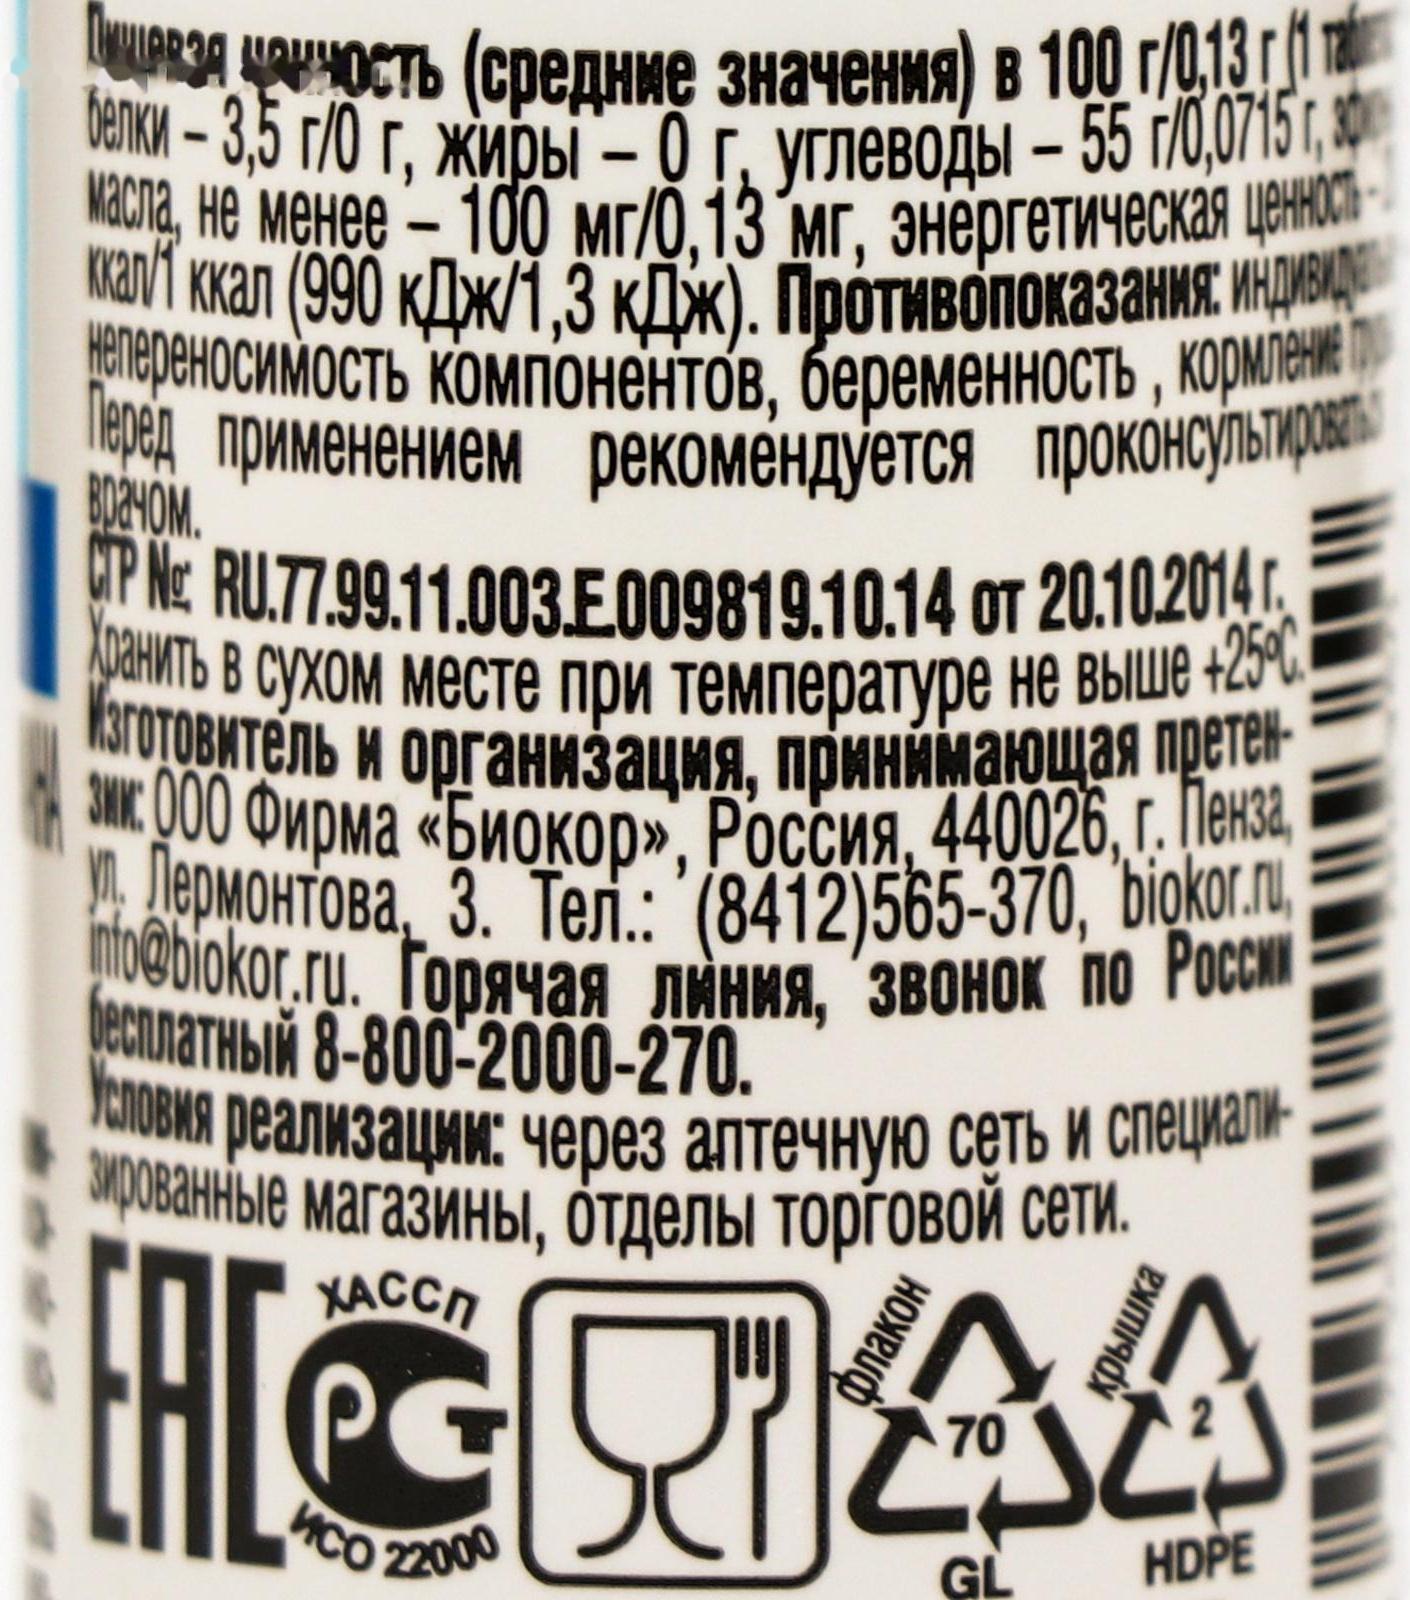 Пищевая ценность (средние значения) в 100 г/0,13 г (1
белки – 3,5 г/0 г, жиры – 0 г, углеводы – 55 г/0,0715 г,
масла, не менее – 100 мг/0,13 мг, энергетическая ценность -
ккал/1 ккал (990 кДж/1,3 кДж). Противопоказания:
непереносимость компонентов, беременность , кормление
Перед применением рекомендуется
врачом.
СГР №: RU.77.99.11.003.Е.009819.10.14 от 20.10.2014 г.
Хранить в сухом месте при температуре не выше +25ºС.
Изготовитель и организация, принимающая претен-
зии: ООО Фирма «Биокор», Россия, 440026, г. Пенза,
ул. Лермонтова, 3. Тел.: (8412)565-370, biokor.ru,
info@biokor.ru. Горячая линия, звонок по России
бесплатный 8-800-2000-270.
Условия реализации: через аптечную сеть и специали-
зированные магазины, отделы торговой сети.
ЕАС
ХАССП
РСТ
ИСО 22000
флакон
70
GL
крышка
2
HDPE